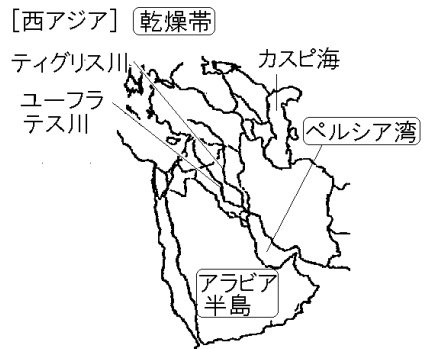 [西アジア] 乾燥帯
ティグリス川
カスピ海
ユーフラ
テス川
ペルシア湾
アラビア
半島